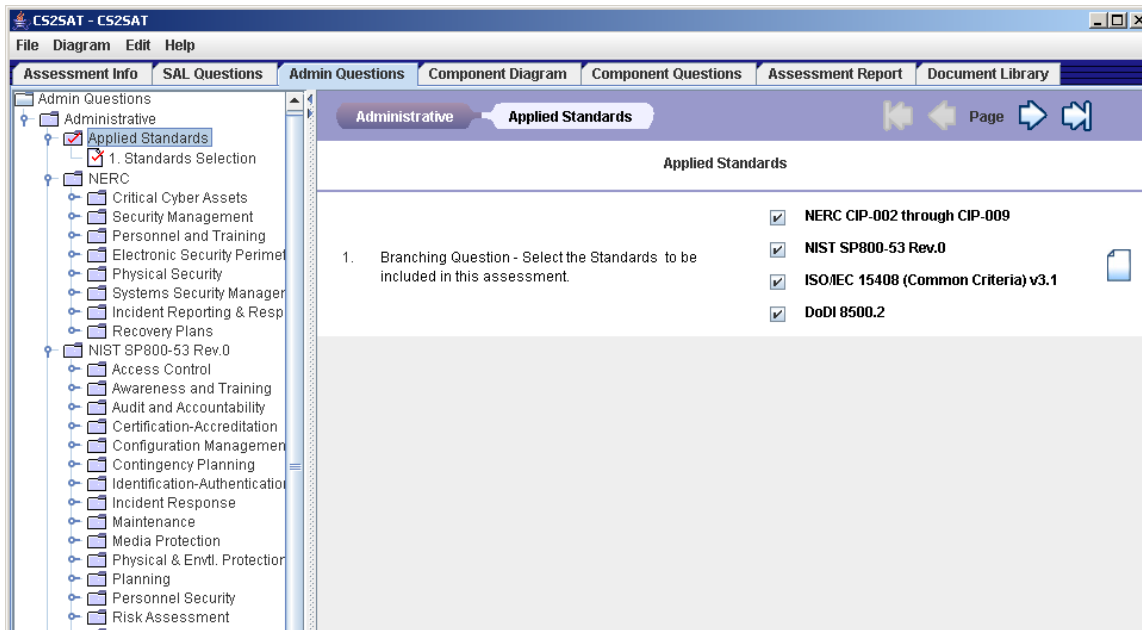 CS2SAT - CS2SAT
File Diagram Edit Help
Assessment Info SAL Questions Admin Questions Component Diagram Component Questions Assessment Report Document Library
Admin Questions
Administrative
Applied Standards
1. Standards Selection
NERC
Critical Cyber Assets
Security Management
Personnel and Training
Electronic Security Perimet
Physical Security
Systems Security Manager
Incident Reporting & Resp
Recovery Plans
NIST SP800-53 Rev.0
Access Control
Awareness and Training
Audit and Accountability
Certification-Accreditation
Configuration Managemen
Contingency Planning
Identification-Authenticatio
Incident Response
Maintenance
Media Protection
Physical & Envtl. Protection
Planning
Personnel Security
Risk Assessment
Administrative Applied Standards Page
Applied Standards
1. Branching Question - Select the Standards to be
included in this assessment.
NERC CIP-002 through CIP-009
NIST SP800-53 Rev.0
ISO/IEC 15408 (Common Criteria) v3.1
DoDI 8500.2